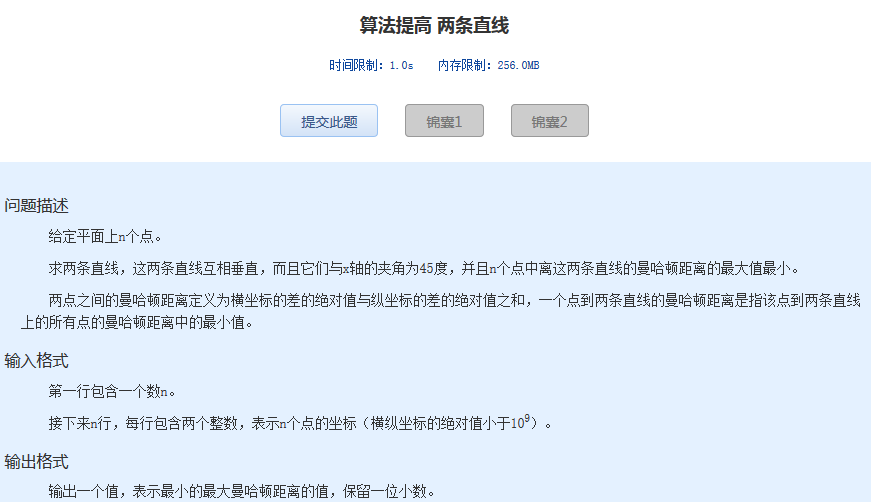 算法提高 两条直线
时间限制：1.0s 内存限制：256.0MB
提交此题 锦囊1 锦囊2
问题描述
给定平面上n个点。
求两条直线，这两条直线互相垂直，而且它们与x轴的夹角为45度，并且n个点中离这两条直线的曼哈顿距离的最大值最小。
两点之间的曼哈顿距离定义为横坐标的差的绝对值与纵坐标的差的绝对值之和，一个点到两条直线的曼哈顿距离是指该点到两条直线
上的所有点的曼哈顿距离中的最小值。
输入格式
第一行包含一个数n。
接下来n行，每行包含两个整数，表示n个点的坐标（横纵坐标的绝对值小于10^9）。
输出格式
输出一个值，表示最小的最大曼哈顿距离的值，保留一位小数。